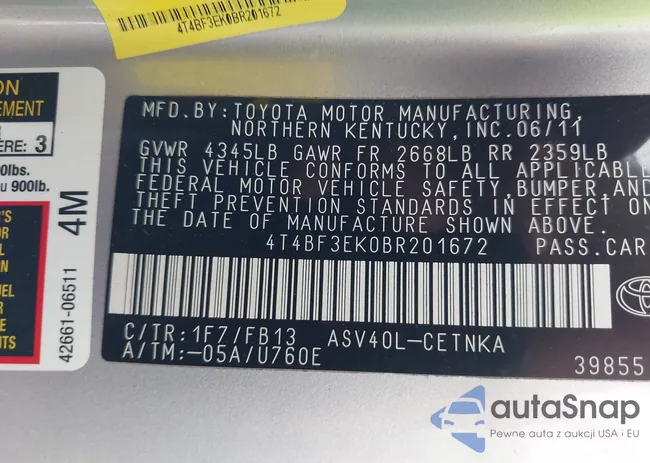 4T4BF3EK0BR201672
ON
EMENT
ÈRE: 3
0lbs.
u 900lb.
4M
42661-06511
MFD.BY: TOYOTA MOTOR MANUFACTURING,
NORTHERN KENTUCKY, INC. 06/11
GVWR 4345LB GAWR FR 2668LB RR 2359LB
THIS VEHICLE CONFORMS TO ALL APPLICABLE
FEDERAL MOTOR VEHICLE SAFETY, BUMPER, AND
THEFT PREVENTION STANDARDS IN EFFECT ON
THE DATE OF MANUFACTURE SHOWN ABOVE.
4T4BF3EK0BR201672 PASS.CAR
C/TR: 1F7/FB13 ASV40L-CETNKA
A/TM: -05A/U760E
39855
autaSnap
Pewne auta z aukcji USA i EU